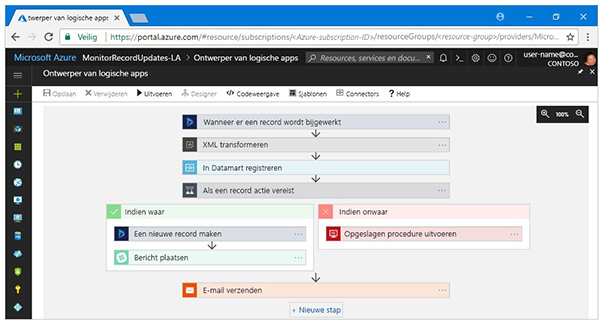 twerper van logische apps
Veilig https://portal.azure.com/#resource/subscriptions/<Azure-subscription-ID>/resourceGroups/<resource-group>/providers/Micro...
Microsoft Azure MonitorRecordUpdates-LA > Ontwerper van logische apps
Resources, services en docu...
user-name@co...
CONTOSO
Ontwerper van logische apps
Opslaan Verwijderen Uitvoeren Designer Codeweergave Sjablonen Connectors ? Help
100%
Wanneer er een record wordt bijgewerkt ...
XML transformeren ...
In Datamart registreren ...
Als een record actie vereist ...
Indien waar
Indien onwaar
Een nieuwe record maken ...
Opgeslagen procedure uitvoeren ...
Bericht plaatsen ...
E-mail verzenden ...
+ Nieuwe stap